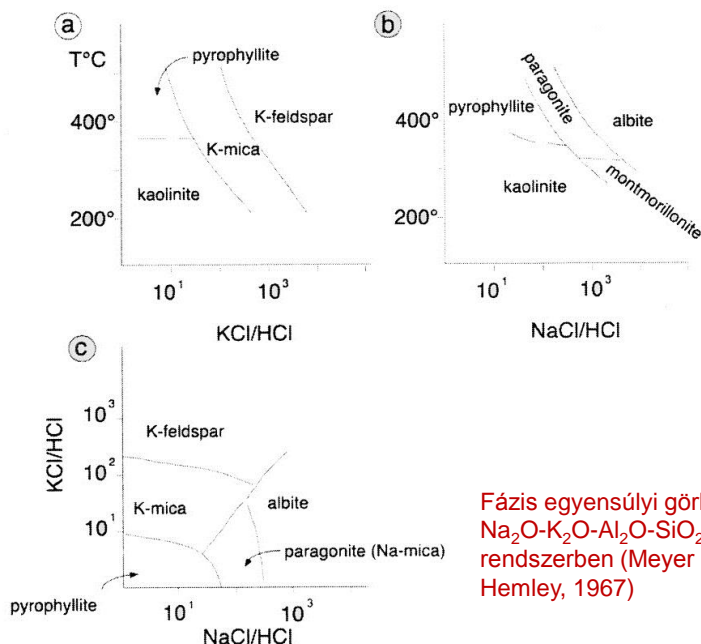 a
T°C
pyrophyllite
K-feldspar
400°
K-mica
kaolinite
200°
10¹ 10³
KCl/HCl
b
paragonite
pyrophyllite
400°
albite
kaolinite
montmorillonite
200°
10¹ 10³
NaCl/HCl
c
KCl/HCl
10³
K-feldspar
10²
albite
K-mica
10¹
paragonite (Na-mica)
pyrophyllite
10¹ 10³
NaCl/HCl
Fázis egyensúlyi
Na₂O-K₂O-Al₂O-SiO₂
rendszerben (Meyer
Hemley, 1967)